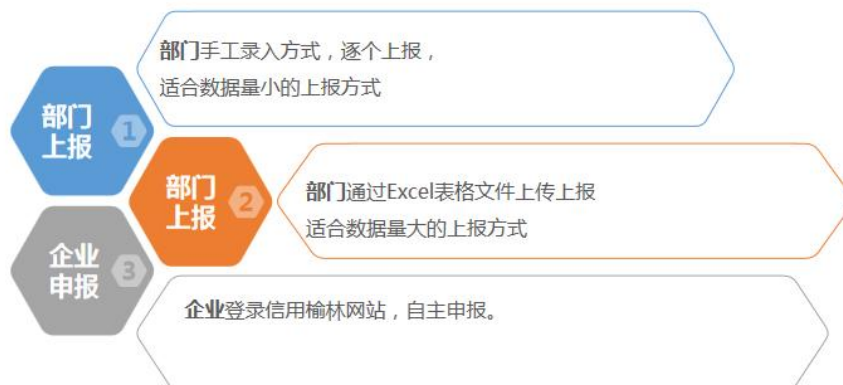 部门手工录入方式，逐个上报，
适合数据量小的上报方式
部门
上报
1
部门
上报
2
部门通过Excel表格文件上传上报
适合数据量大的上报方式
企业
申报
3
企业登录信用榆林网站，自主申报。